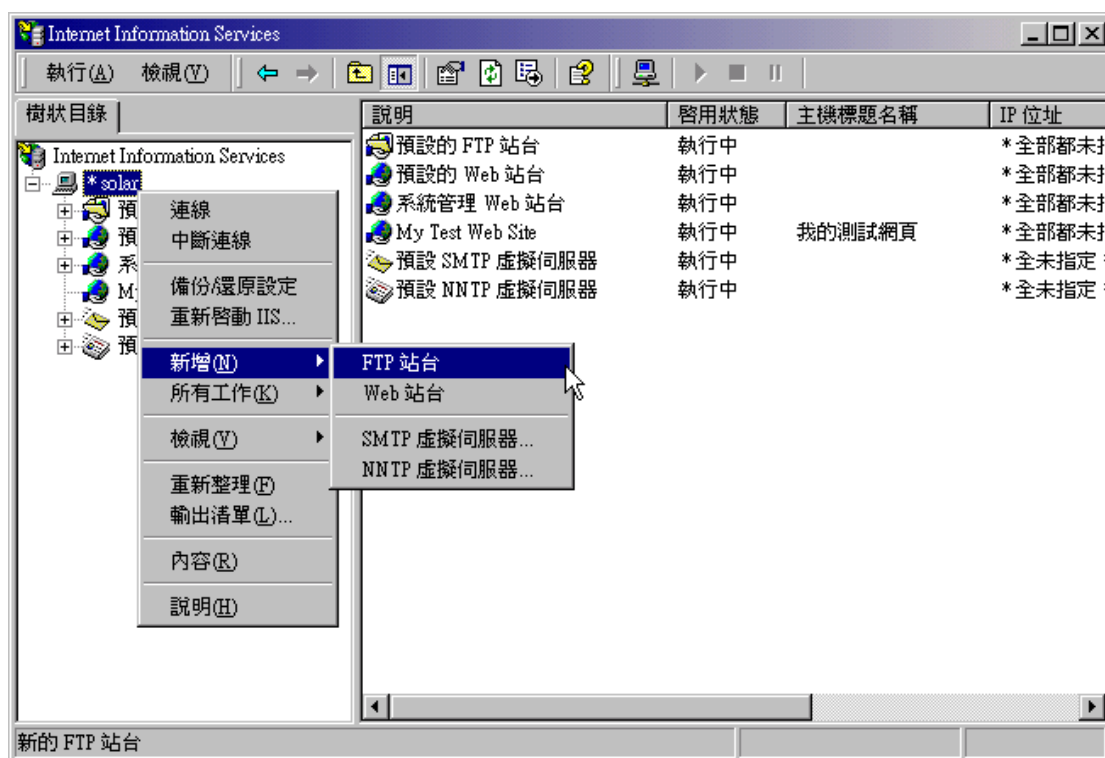 Internet Information Services
執行(A) 檢視(V)
樹狀目錄
說明 啓用狀態 主機標題名稱 IP 位址
Internet Information Services
* solar
預
預
系
M
預
預
預設的 FTP 站台 執行中 *全部都未
預設的 Web 站台 執行中 *全部都未
系統管理 Web 站台 執行中 *全部都未
My Test Web Site 執行中 我的測試網頁 *全部都未
預設 SMTP 虛擬伺服器 執行中 *全未指定
預設 NNTP 虛擬伺服器 執行中 *全未指定
連線
中斷連線
備份/還原設定
重新啓動 IIS...
新增(N)
所有工作(K)
檢視(V)
重新整理(F)
輸出清單(L)...
內容(R)
說明(H)
FTP 站台
Web 站台
SMTP 虛擬伺服器...
NNTP 虛擬伺服器...
新的 FTP 站台